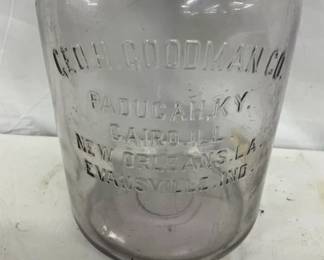 GEO. H. GOODMAN CO.
PADUCAH, KY.
CAIRO, ILL
NEW ORLEANS, LA.
EVANSVILLE, IND.